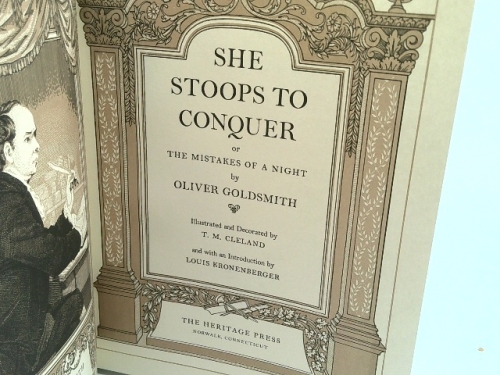 SHE
STOOPS TO
CONQUER
or
THE MISTAKES OF A NIGHT
by
OLIVER GOLDSMITH
Illustrated and Decorated by
T. M. CLELAND
and with an Introduction by
LOUIS KRONENBERGER
THE HERITAGE PRESS
NORWALK, CONNECTICUT